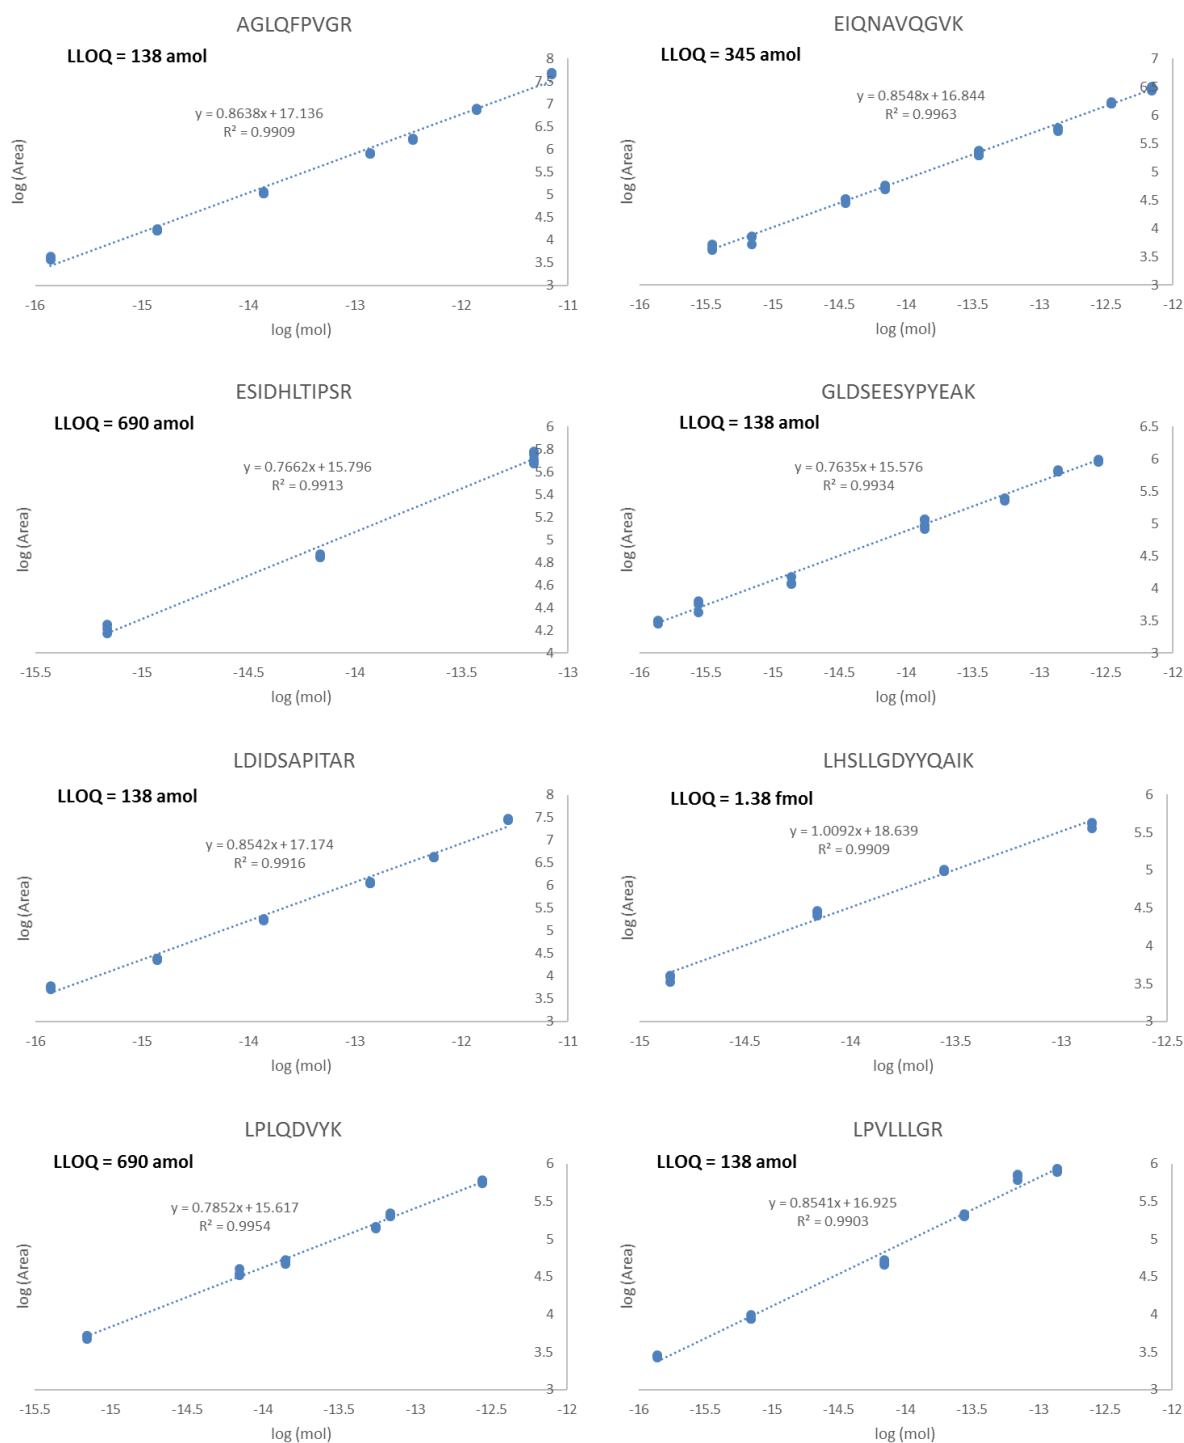 AGLQFPVGR
LLOQ = 138 amol
y = 0.8638x + 17.136
R² = 0.9909
log (Area)
8
7.5
7
6.5
6
5.5
5
4.5
4
3.5
3
-16 -15 -14 -13 -12 -11
log (mol)
EIQNAVQGVK
LLOQ = 345 amol
y = 0.8548x + 16.844
R² = 0.9963
log (Area)
7
6.5
6
5.5
5
4.5
4
3.5
3
-16 -15.5 -15 -14.5 -14 -13.5 -13 -12.5 -12
log (mol)
ESIDHLTIPSR
LLOQ = 690 amol
y = 0.7662x + 15.796
R² = 0.9913
log (Area)
6
5.8
5.6
5.4
5.2
5
4.8
4.6
4.4
4.2
4
-15.5 -15 -14.5 -14 -13.5 -13
log (mol)
GLDSEESYPYEAK
LLOQ = 138 amol
y = 0.7635x + 15.576
R² = 0.9934
log (Area)
6.5
6
5.5
5
4.5
4
3.5
3
-16 -15.5 -15 -14.5 -14 -13.5 -13 -12.5 -12
log (mol)
LDIDSAPITAR
LLOQ = 138 amol
y = 0.8542x + 17.174
R² = 0.9916
log (Area)
8
7.5
7
6.5
6
5.5
5
4.5
4
3.5
3
-16 -15 -14 -13 -12 -11
log (mol)
LHSLLGDYYQAIK
LLOQ = 1.38 fmol
y = 1.0092x + 18.639
R² = 0.9909
log (Area)
6
5.5
5
4.5
4
3.5
3
-15 -14.5 -14 -13.5 -13 -12.5
log (mol)
LPLQDVYK
LLOQ = 690 amol
y = 0.7852x + 15.617
R² = 0.9954
log (Area)
6
5.5
5
4.5
4
3.5
3
-15.5 -15 -14.5 -14 -13.5 -13 -12.5 -12
log (mol)
LPVLLLGR
LLOQ = 138 amol
y = 0.8541x + 16.925
R² = 0.9903
log (Area)
6
5.5
5
4.5
4
3.5
3
-16 -15.5 -15 -14.5 -14 -13.5 -13 -12.5 -12
log (mol)